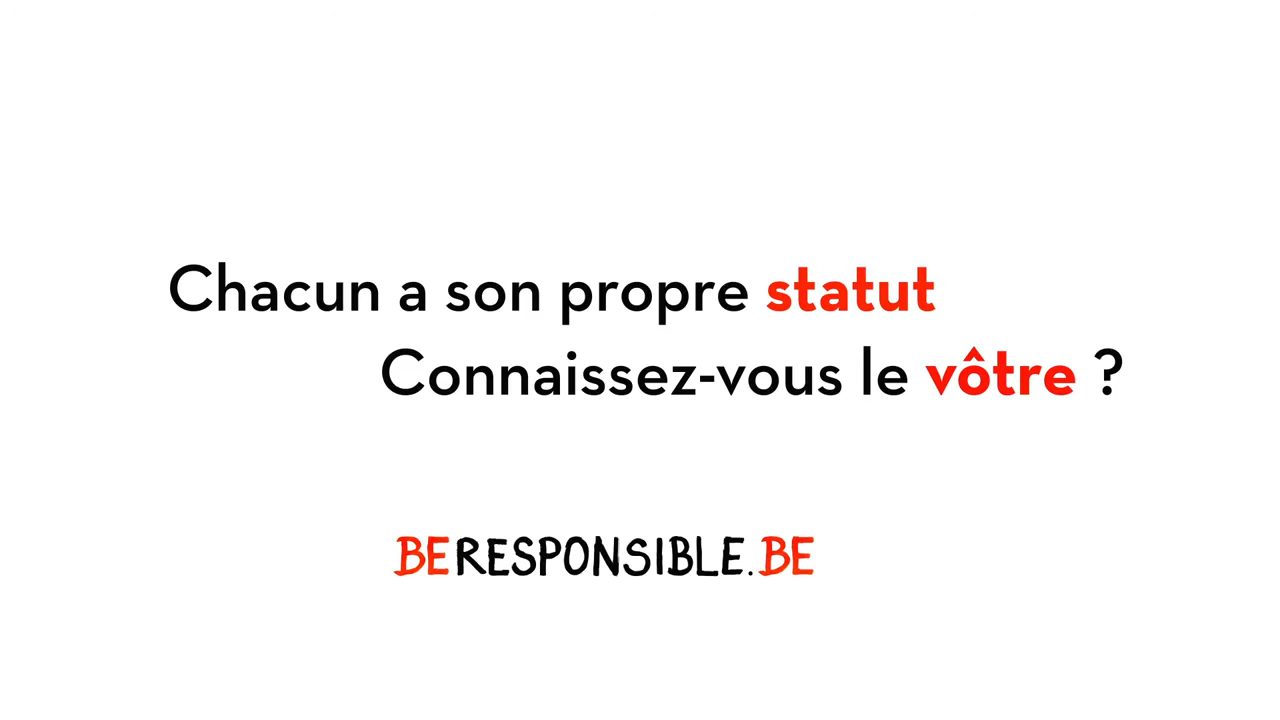 Chacun a son propre statut
Connaissez-vous le vôtre ?
BERESPONSIBLE.BE